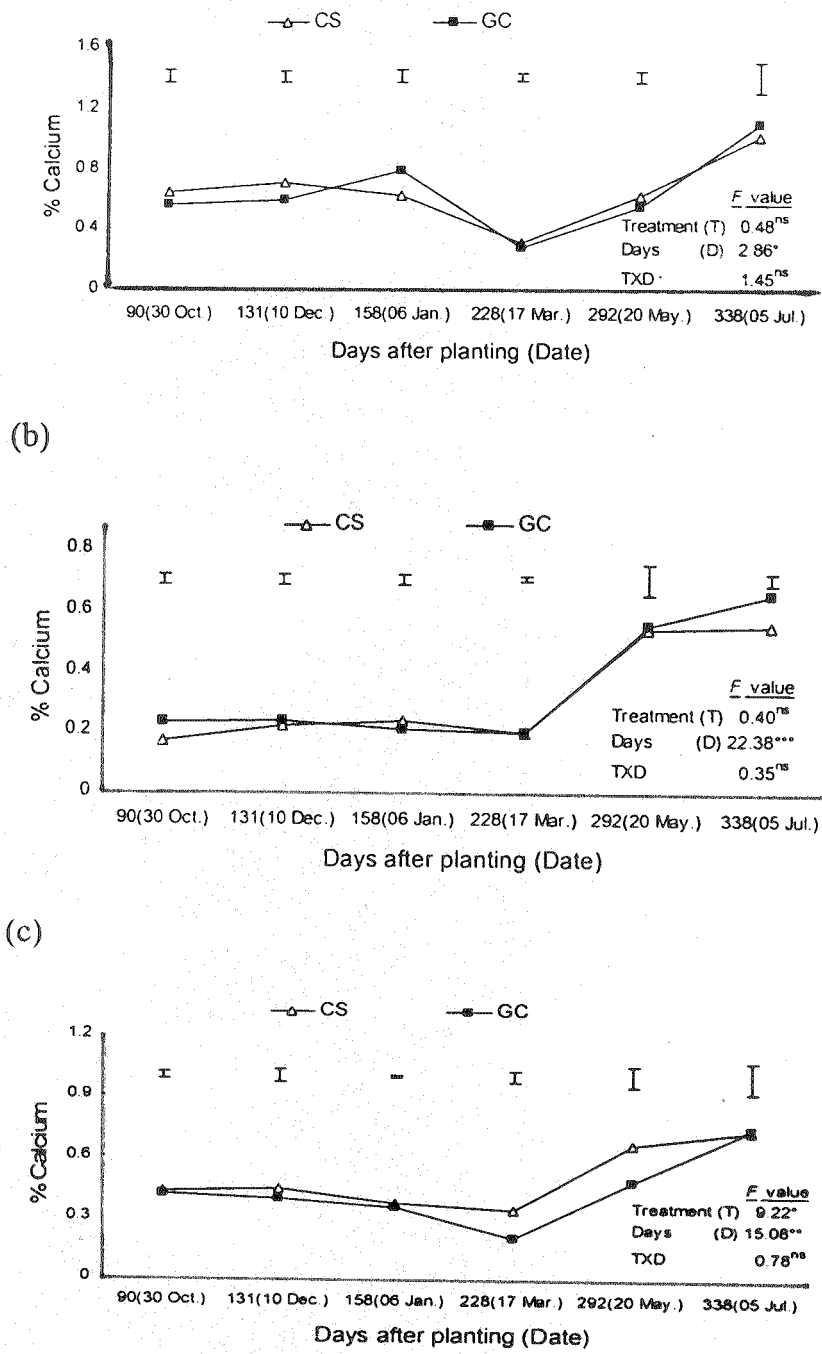 CS GC
1.6
1.2
0.8
0.4
0
% Calcium
F value
Treatment (T) 0.48ns
Days (D) 2.86*
TXD 1.45ns
90(30 Oct.) 131(10 Dec.) 158(06 Jan.) 228(17 Mar.) 292(20 May.) 338(05 Jul.)
Days after planting (Date)
(b)
CS GC
0.8
0.6
0.4
0.2
0
% Calcium
F value
Treatment (T) 0.40ns
Days (D) 22.38***
TXD 0.35ns
90(30 Oct.) 131(10 Dec.) 158(06 Jan.) 228(17 Mar.) 292(20 May.) 338(05 Jul.)
Days after planting (Date)
(c)
CS GC
1.2
0.9
0.6
0.3
0
% Calcium
F value
Treatment (T) 9.22*
Days (D) 15.06**
TXD 0.78ns
90(30 Oct.) 131(10 Dec.) 158(06 Jan.) 228(17 Mar.) 292(20 May.) 338(05 Jul.)
Days after planting (Date)